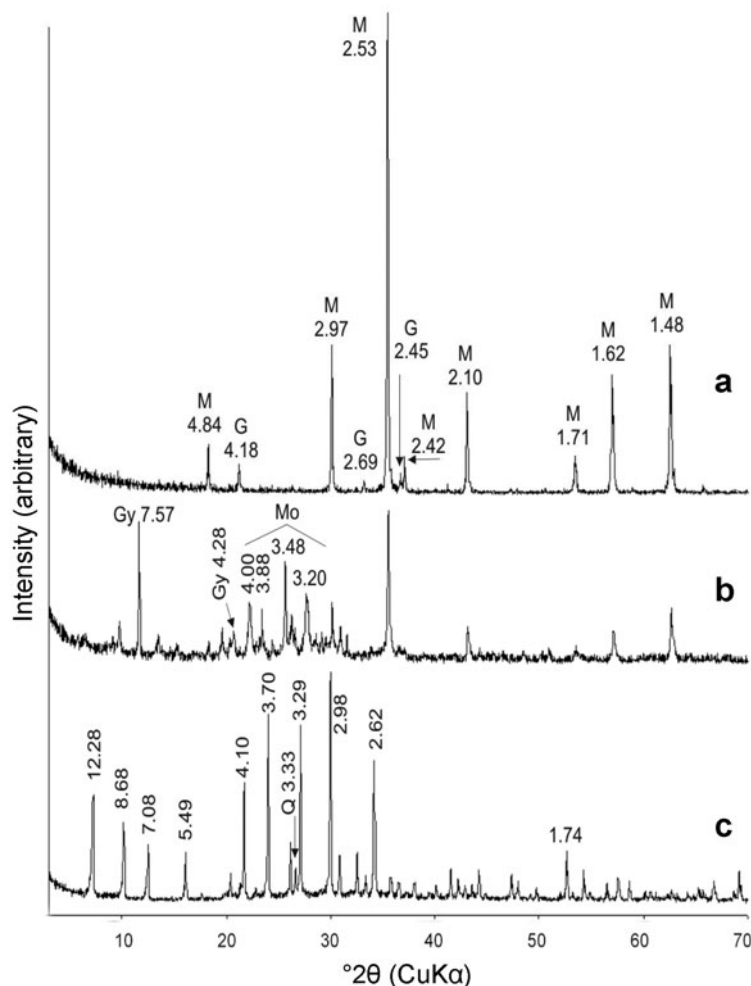 M
2.53
M
2.97
G
2.45
M
2.10
M
1.62
M
1.48
M
4.84
G
4.18
G
2.69
M
2.42
M
1.71
a
Gy 7.57
Gy 4.28
Mo
4.00
3.88
3.48
3.20
b
12.28
8.68
7.08
5.49
4.10
3.70
Q 3.33
3.29
2.98
2.62
1.74
c
Intensity (arbitrary)
10
20
30
40
50
60
70
°2θ (CuKα)